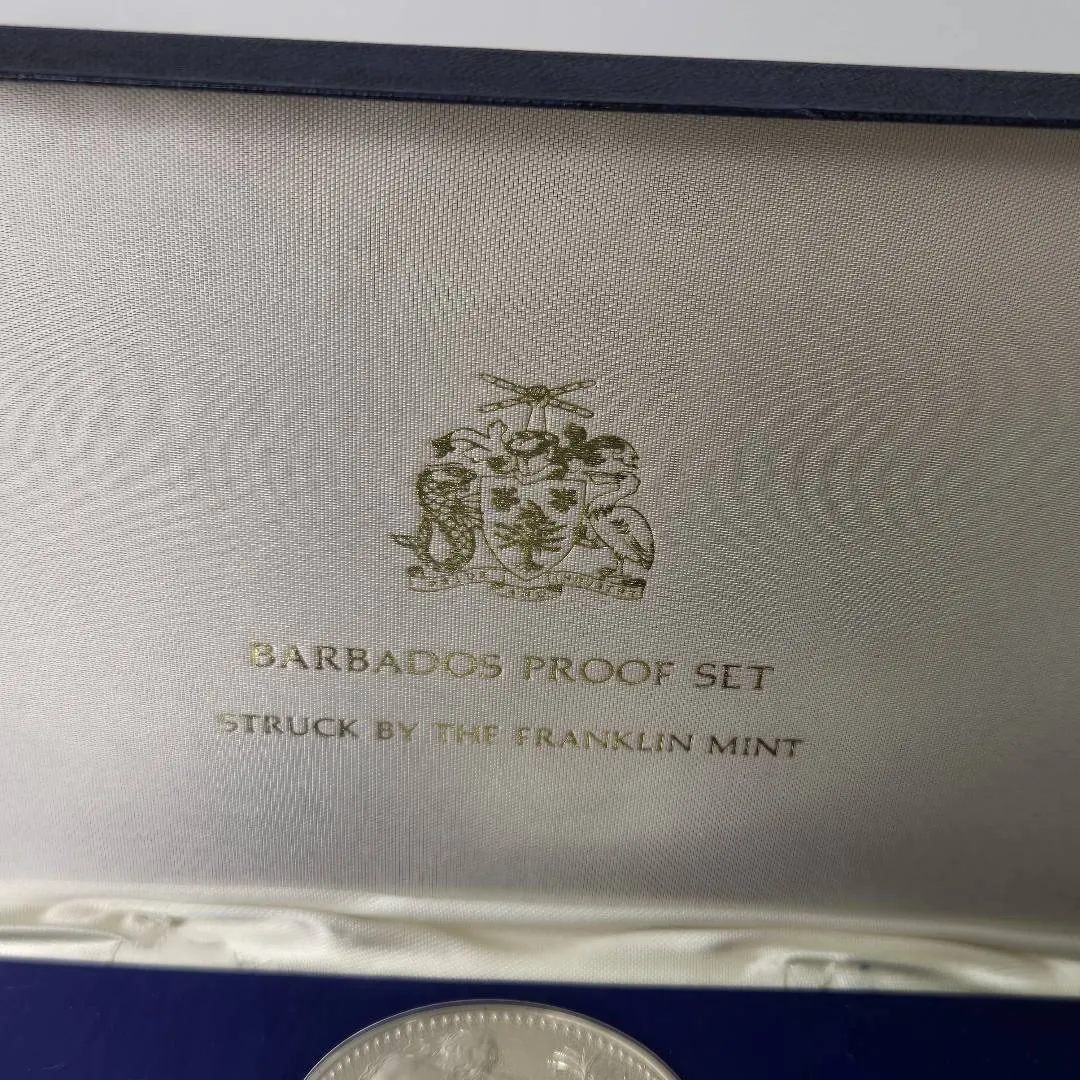 BARBADOS PROOF SET
STRUCK BY THE FRANKLIN MINT